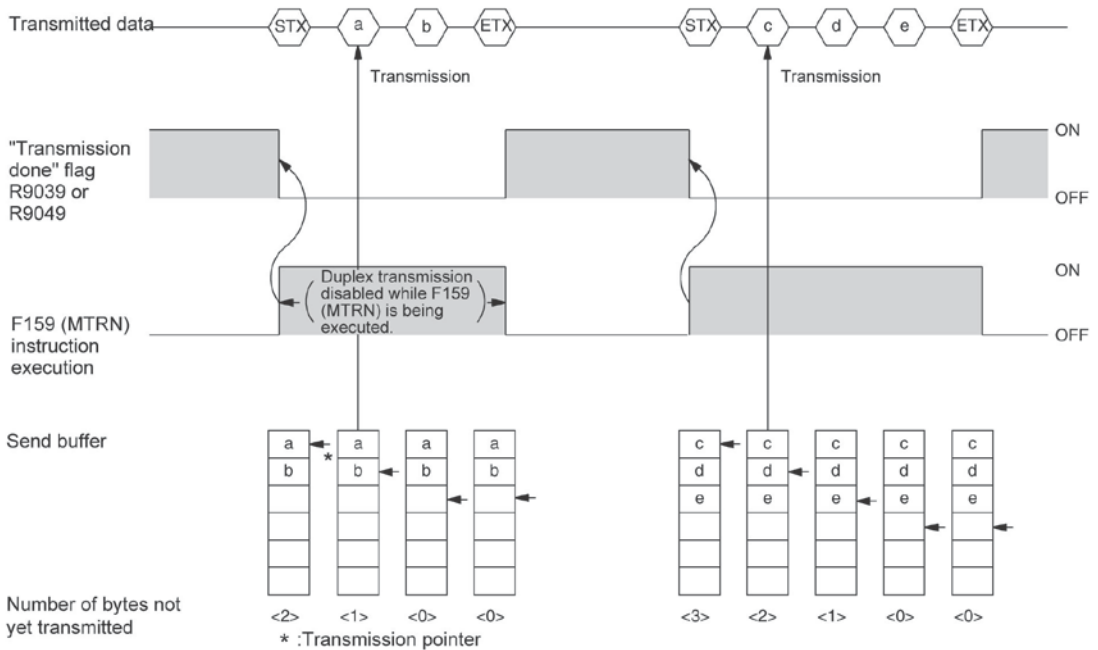 Transmitted data
STX a b ETX STX c d e ETX
Transmission Transmission
"Transmission
done" flag
R9039 or
R9049
ON
OFF
Duplex transmission
disabled while F159
(MTRN) is being
executed.
ON
OFF
F159 (MTRN)
instruction
execution
Send buffer
a a a a c c c c c
* b b b b d d d d d
e e e e e
Number of bytes not
yet transmitted
<2> <1> <0> <0> <3> <2> <1> <0> <0>
* :Transmission pointer